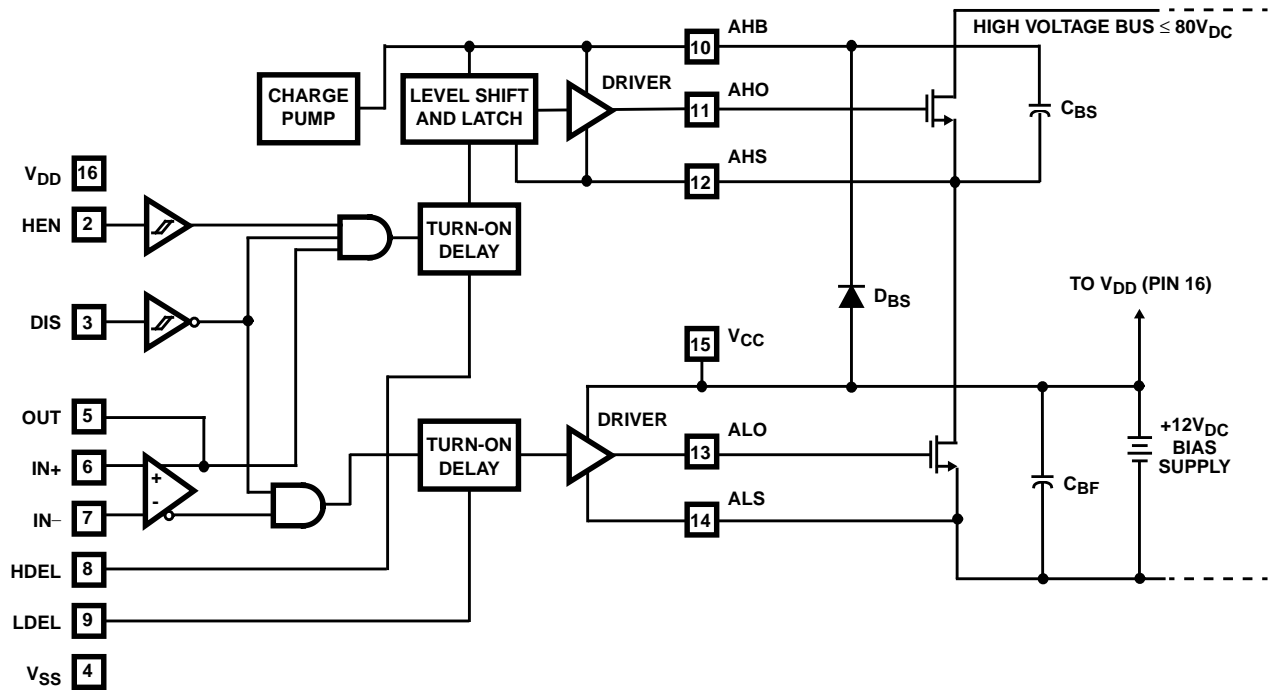 AHB
10
HIGH VOLTAGE BUS ≤ 80VDC
CHARGE
PUMP
LEVEL SHIFT
AND LATCH
DRIVER
AHO
11
CBS
AHS
12
VDD 16
HEN 2
TURN-ON
DELAY
DIS 3
DBS
TO VDD (PIN 16)
VCC
15
OUT 5
IN+ 6
+
-
IN– 7
TURN-ON
DELAY
DRIVER
ALO
13
ALS
14
CBF
+12VDC
BIAS
SUPPLY
HDEL 8
LDEL 9
VSS 4